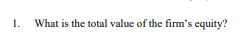 1. What is the total value of the firm's equity?